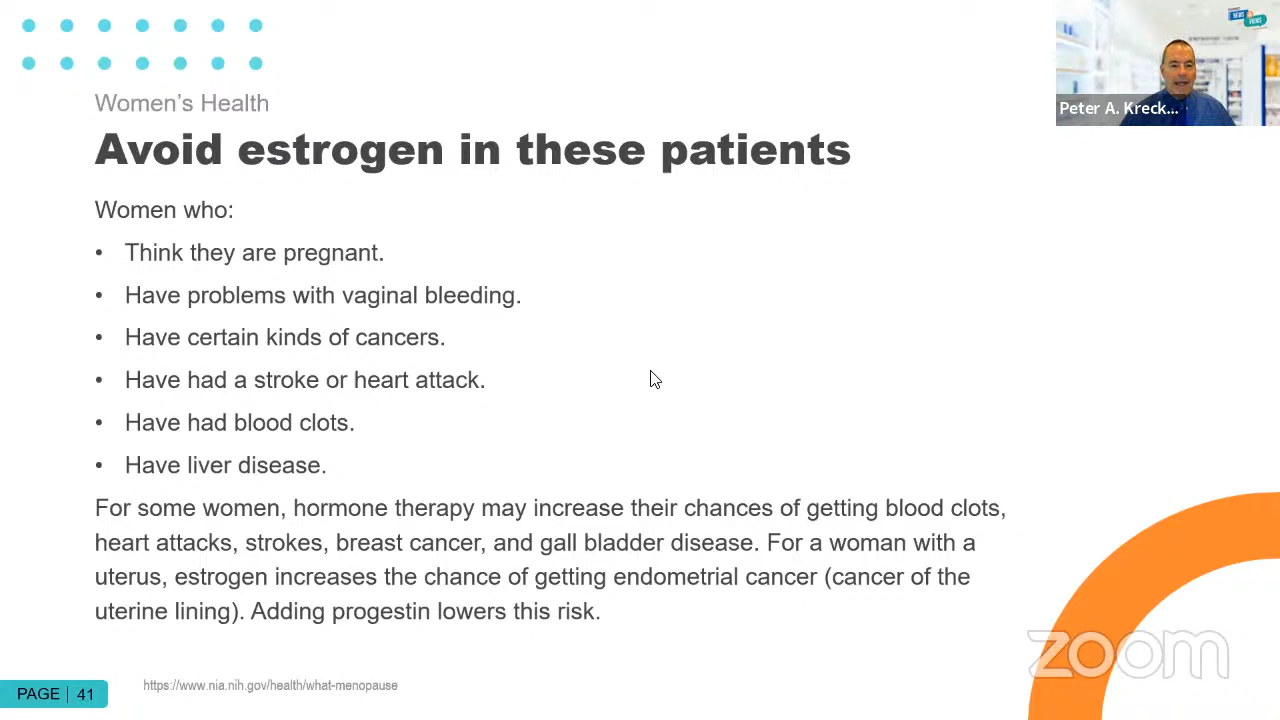 Women's Health
Avoid estrogen in these patients
Women who:
• Think they are pregnant.
• Have problems with vaginal bleeding.
• Have certain kinds of cancers.
• Have had a stroke or heart attack.
• Have had blood clots.
• Have liver disease.
For some women, hormone therapy may increase their chances of getting blood clots,
heart attacks, strokes, breast cancer, and gall bladder disease. For a woman with a
uterus, estrogen increases the chance of getting endometrial cancer (cancer of the
uterine lining). Adding progestin lowers this risk.
https://www.nia.nih.gov/health/what-menopause
PAGE | 41
NEWS
VIEWS
Peter A. Kreck...
zoom